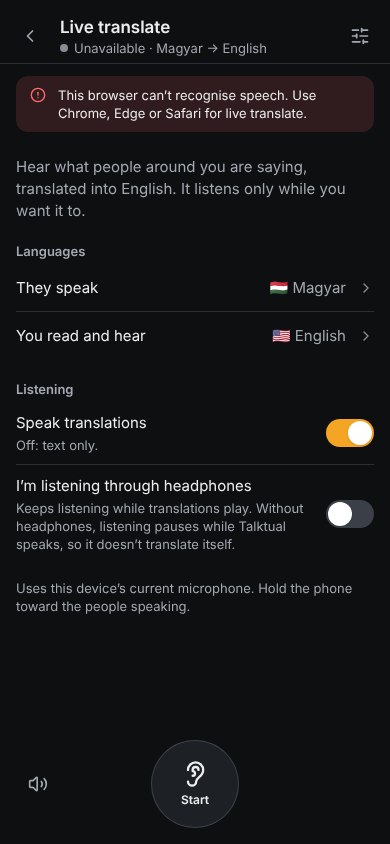 Live translate
Unavailable · Magyar → English
This browser can’t recognise speech. Use
Chrome, Edge or Safari for live translate.
Hear what people around you are saying,
translated into English. It listens only while you
want it to.
Languages
They speak
Magyar
You read and hear
English
Listening
Speak translations
Off: text only.
I’m listening through headphones
Keeps listening while translations play. Without
headphones, listening pauses while Talktual
speaks, so it doesn’t translate itself.
Uses this device’s current microphone. Hold the phone
toward the people speaking.
Start